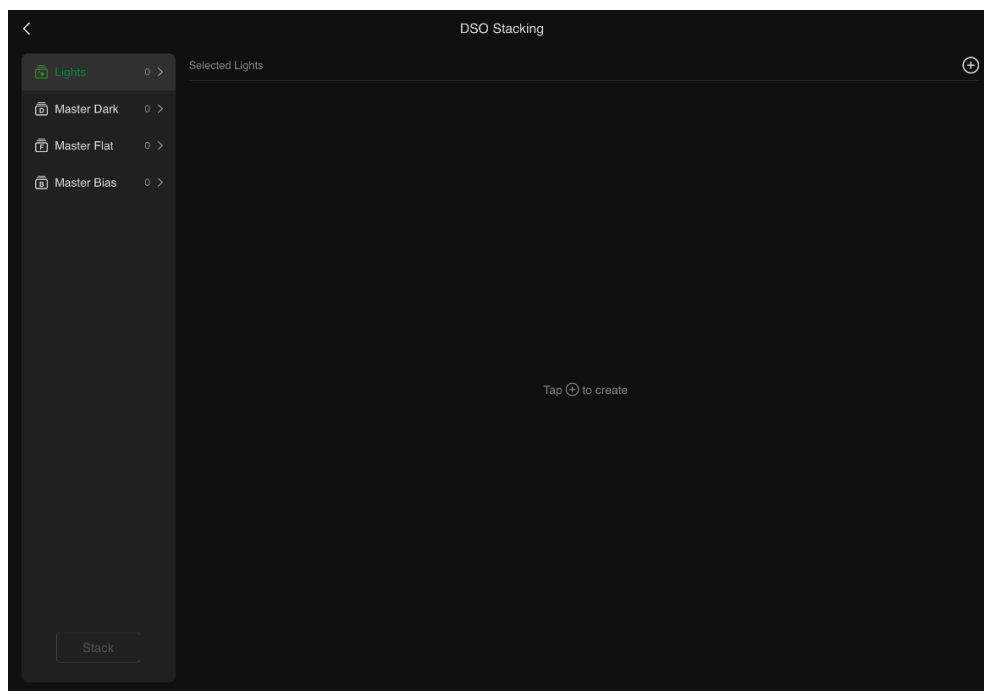 DSO Stacking
Lights 0
Master Dark 0
Master Flat 0
Master Bias 0
Stack
Selected Lights
Tap + to create